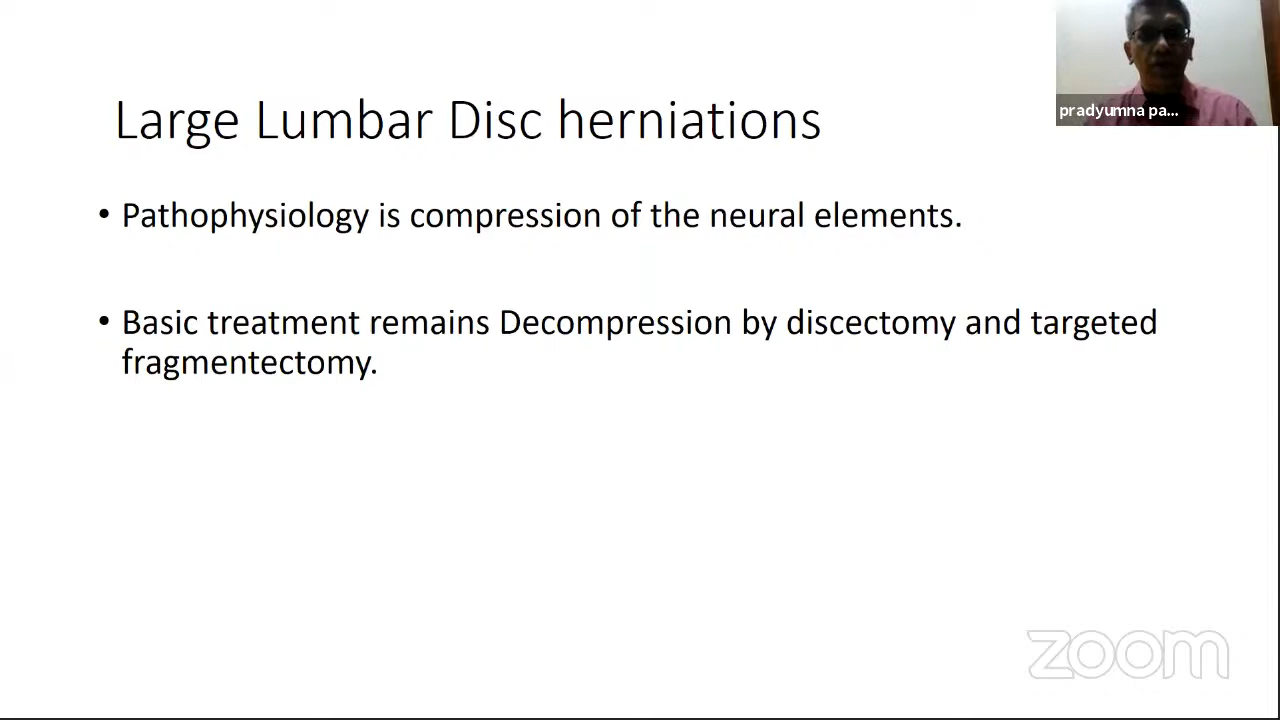 pradyumna pa...
Large Lumbar Disc herniations
• Pathophysiology is compression of the neural elements.
• Basic treatment remains Decompression by discectomy and targeted
fragmentectomy.
zoom